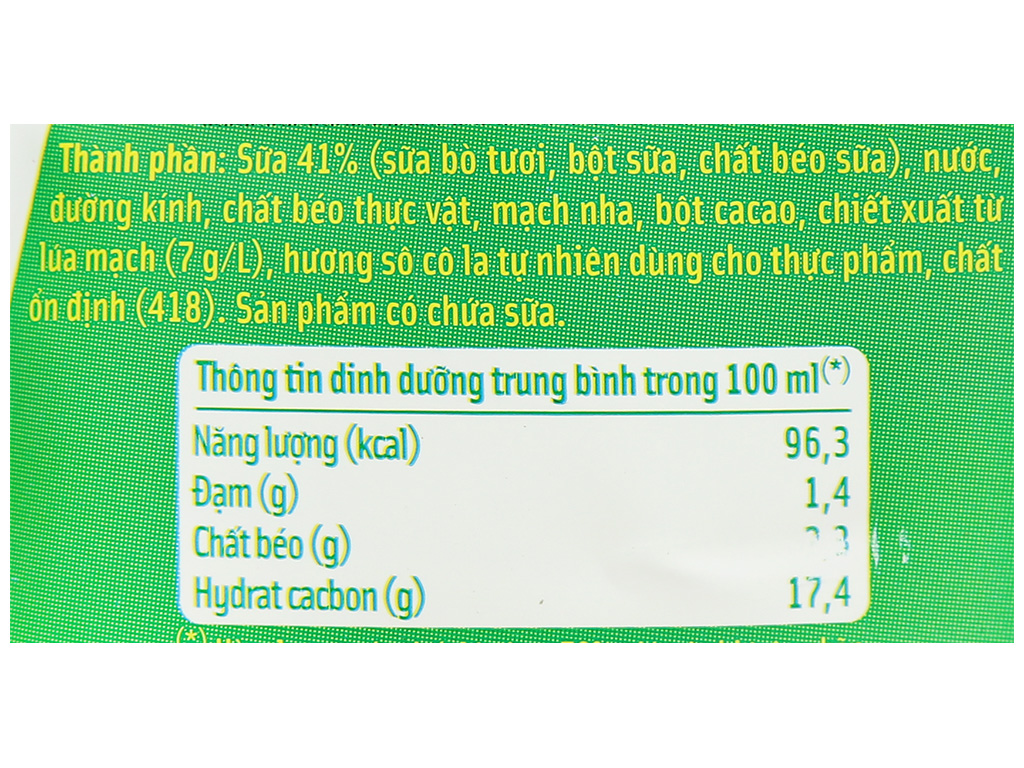 Thành phần: Sữa 41% (sữa bò tươi, bột sữa, chất béo sữa), nước,
đường kính, chất béo thực vật, mạch nha, bột cacao, chiết xuất từ
lúa mạch (7 g/L), hương sô cô la tự nhiên dùng cho thực phẩm, chất
ổn định (418). Sản phẩm có chứa sữa.
Thông tin dinh dưỡng trung bình trong 100 ml(*)
Năng lượng (kcal) 96,3
Đạm (g) 1,4
Chất béo (g)
Hydrat cacbon (g) 17,4
(*)